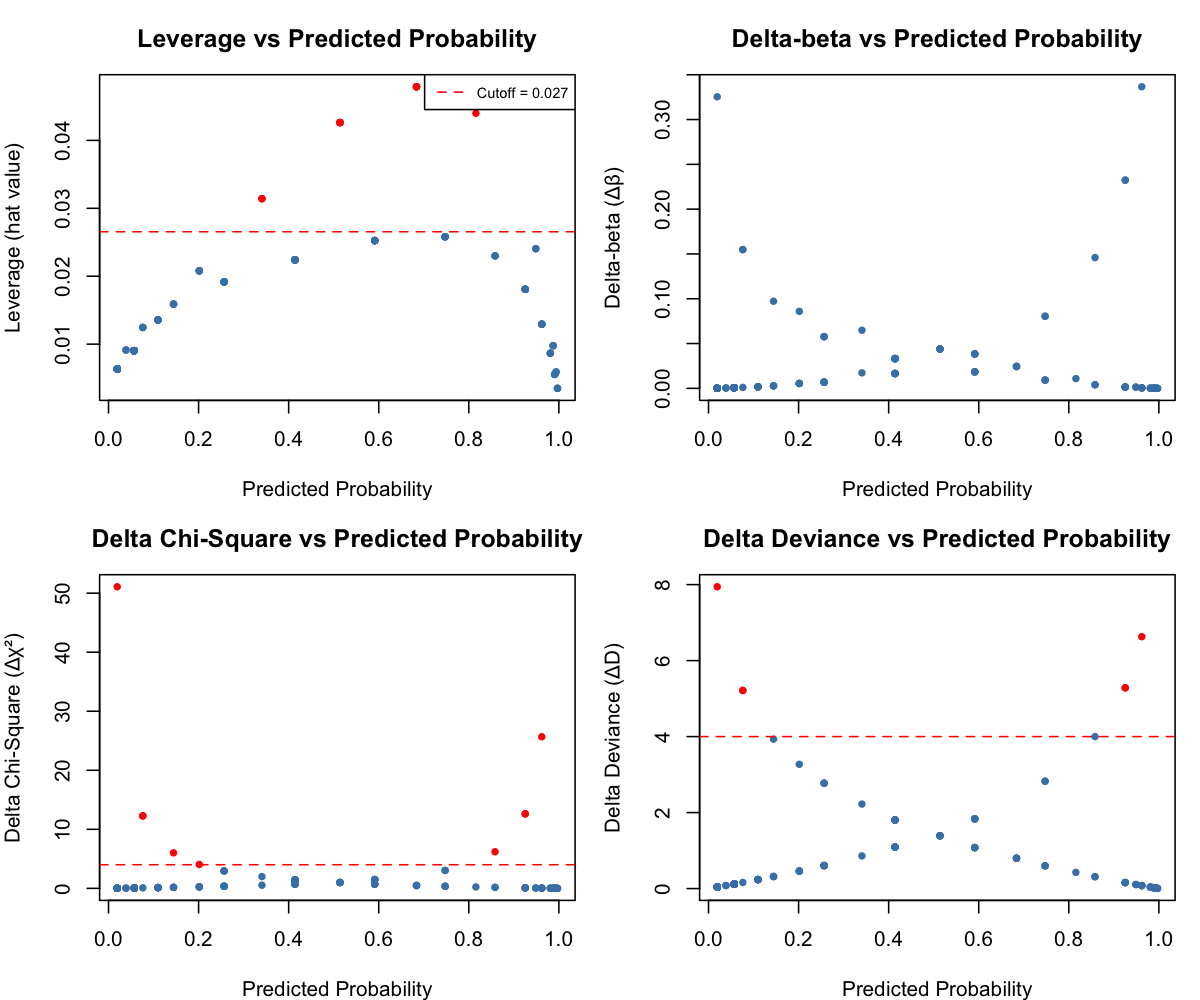 Leverage vs Predicted Probability
Leverage (hat value)
0.04
0.03
0.02
0.01
Cutoff = 0.027
0.0 0.2 0.4 0.6 0.8 1.0
Predicted Probability
Delta-beta vs Predicted Probability
Delta-beta (Δβ)
0.30
0.20
0.10
0.00
0.0 0.2 0.4 0.6 0.8 1.0
Predicted Probability
Delta Chi-Square vs Predicted Probability
Delta Chi-Square (Δχ²)
50
40
30
20
10
0
0.0 0.2 0.4 0.6 0.8 1.0
Predicted Probability
Delta Deviance vs Predicted Probability
Delta Deviance (ΔD)
8
6
4
2
0
0.0 0.2 0.4 0.6 0.8 1.0
Predicted Probability